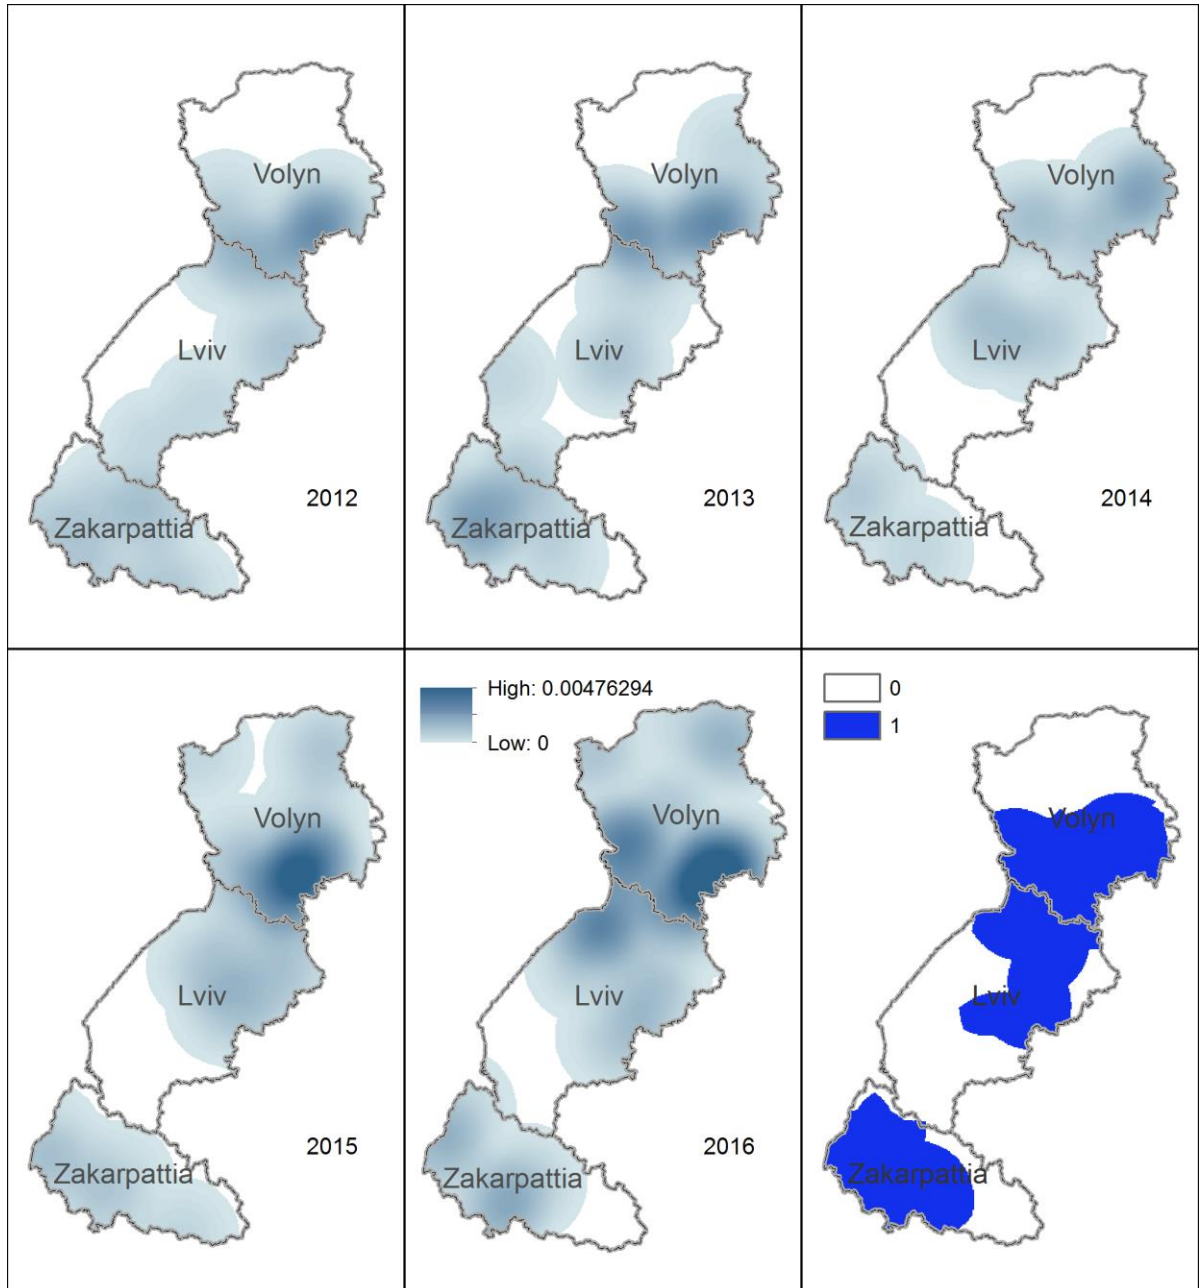 Volyn
Lviv
Zakarpattia
2012
Volyn
Lviv
Zakarpattia
2013
Volyn
Lviv
Zakarpattia
2014
Volyn
Lviv
Zakarpattia
2015
High: 0.00476294
Low: 0
Volyn
Lviv
Zakarpattia
2016
0
1
Volyn
Lviv
Zakarpattia